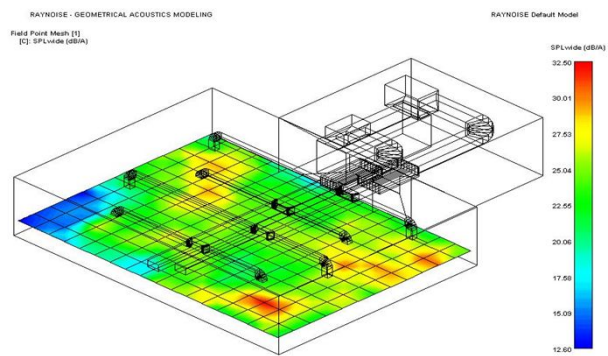 RAYNOISE - GEOMETRICAL ACOUSTICS MODELING
RAYNOISE Default Model
Field Point Mesh [1]
[C]: SPLwide (dB/A)
SPLwide (dB/A)
32.50
30.01
27.53
25.04
22.55
20.06
17.58
15.09
12.60